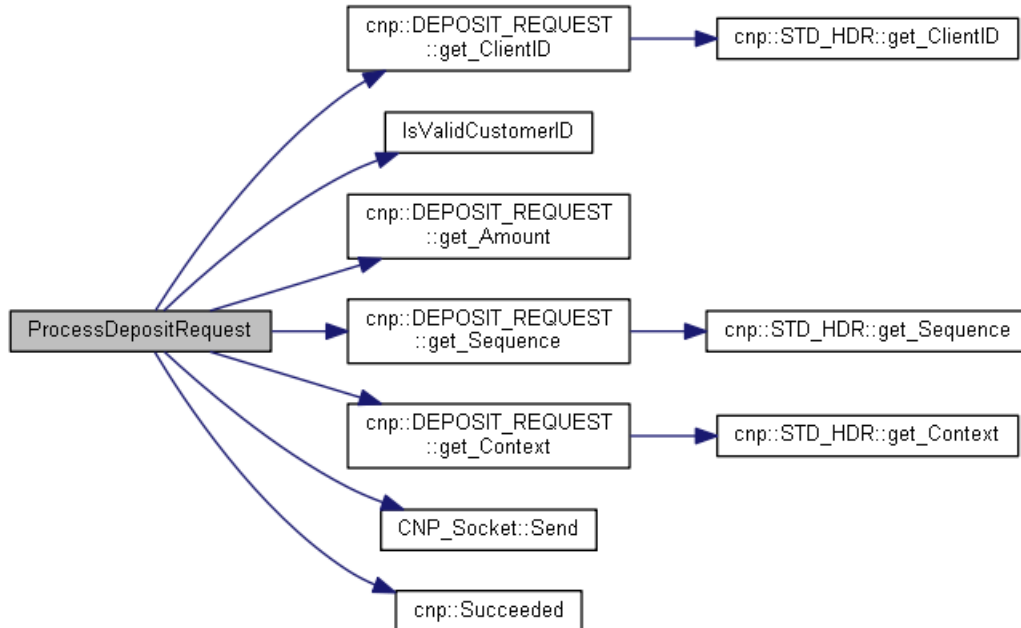 cnp::DEPOSIT_REQUEST
::get_ClientID
cnp::STD_HDR::get_ClientID
IsValidCustomerID
cnp::DEPOSIT_REQUEST
::get_Amount
ProcessDepositRequest
cnp::DEPOSIT_REQUEST
::get_Sequence
cnp::STD_HDR::get_Sequence
cnp::DEPOSIT_REQUEST
::get_Context
cnp::STD_HDR::get_Context
CNP_Socket::Send
cnp::Succeeded